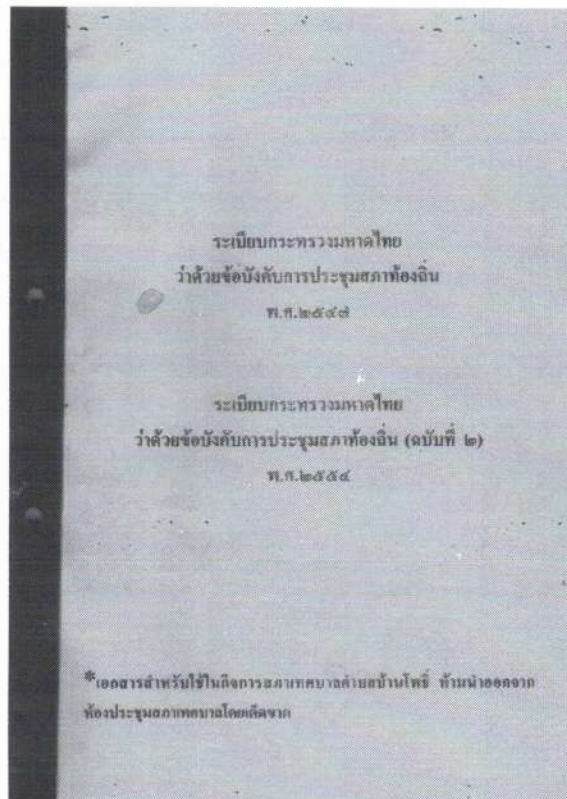 ระเบียบกระทรวงมหาดไทย
ว่าด้วยข้อบังคับการประชุมสภาท้องถิ่น
พ.ศ.๒๕๔๗
ระเบียบกระทรวงมหาดไทย
ว่าด้วยข้อบังคับการประชุมสภาท้องถิ่น (ฉบับที่ ๒)
พ.ศ.๒๕๕๔
*เอกสารสำหรับใช้ในกิจการสภาเทศบาลตำบลบ้านโพธิ์ ห้ามนำออกจาก
ห้องประชุมสภาเทศบาลโดยเด็ดขาด